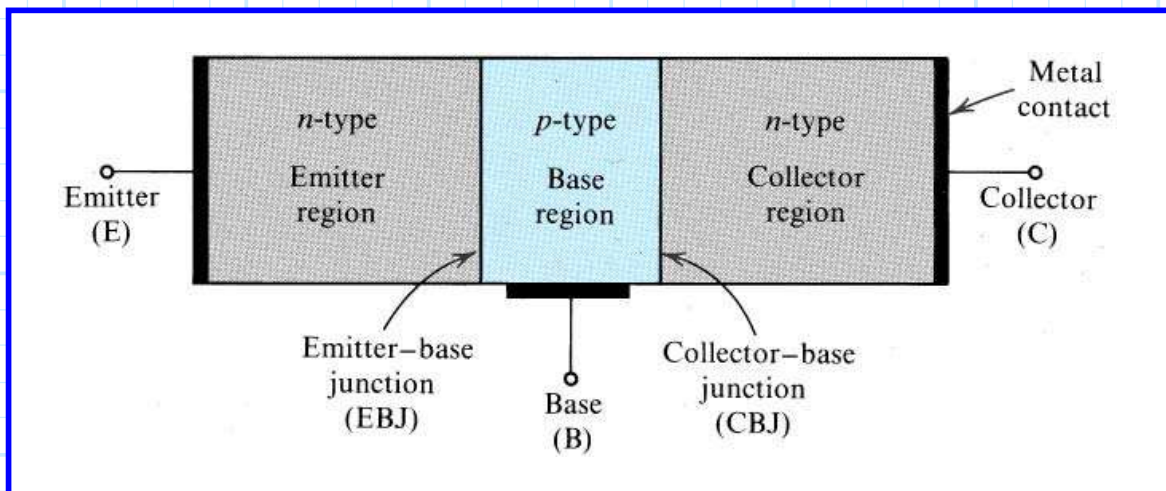 n-type
Emitter
region
p-type
Base
region
n-type
Collector
region
Metal
contact
Emitter
(E)
Collector
(C)
Emitter–base
junction
(EBJ)
Base
(B)
Collector–base
junction
(CBJ)